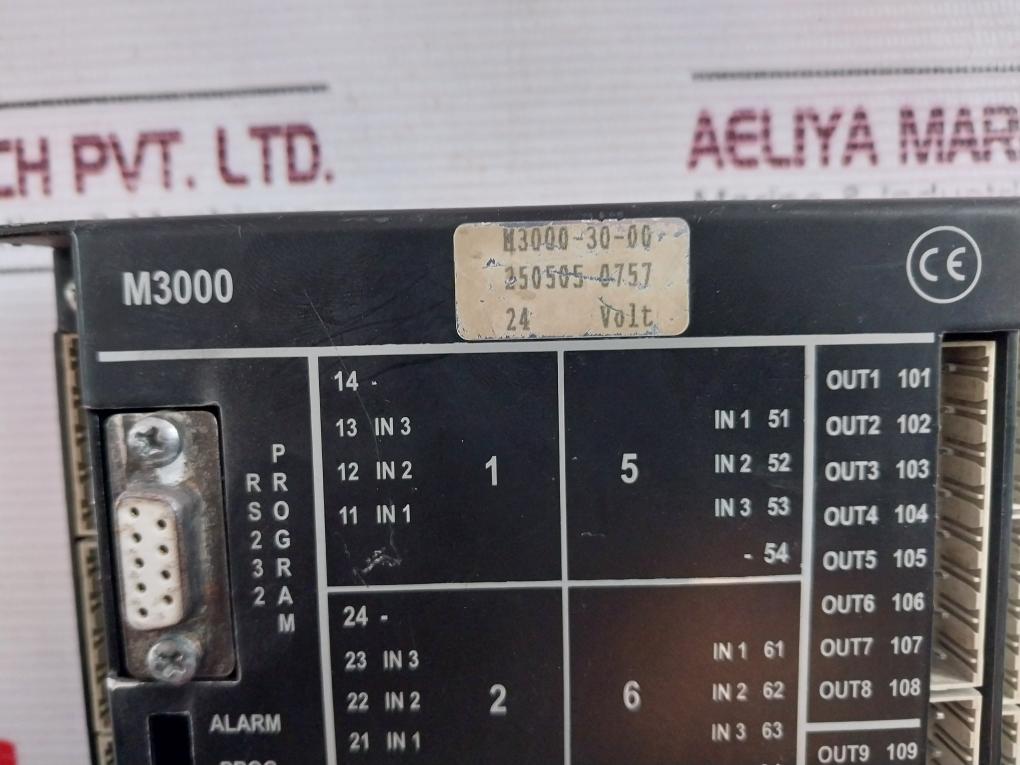 CH PVT. LTD.
AELIYA MAR
M3000
M3000-30-00
250505-0757
24 Volt
CE
PROGRAM
RS232
14 -
13 IN 3
12 IN 2
11 IN 1
1
24 -
23 IN 3
22 IN 2
21 IN 1
2
5
IN 1 51
IN 2 52
IN 3 53
- 54
6
IN 1 61
IN 2 62
IN 3 63
OUT1 101
OUT2 102
OUT3 103
OUT4 104
OUT5 105
OUT6 106
OUT7 107
OUT8 108
OUT9 109
ALARM
PROG